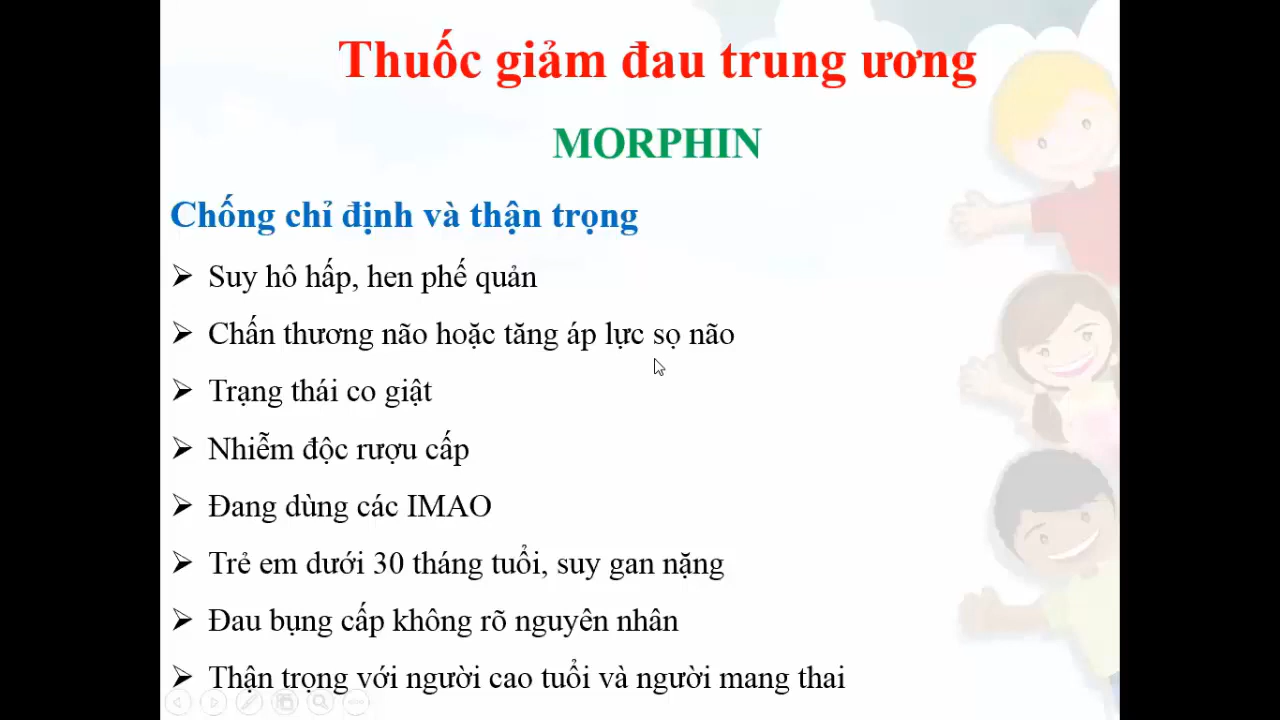 Thuốc giảm đau trung ương
MORPHIN
Chống chỉ định và thận trọng
Suy hô hấp, hen phế quản
Chấn thương não hoặc tăng áp lực sọ não
Trạng thái co giật
Nhiễm độc rượu cấp
Đang dùng các IMAO
Trẻ em dưới 30 tháng tuổi, suy gan nặng
Đau bụng cấp không rõ nguyên nhân
Thận trọng với người cao tuổi và người mang thai